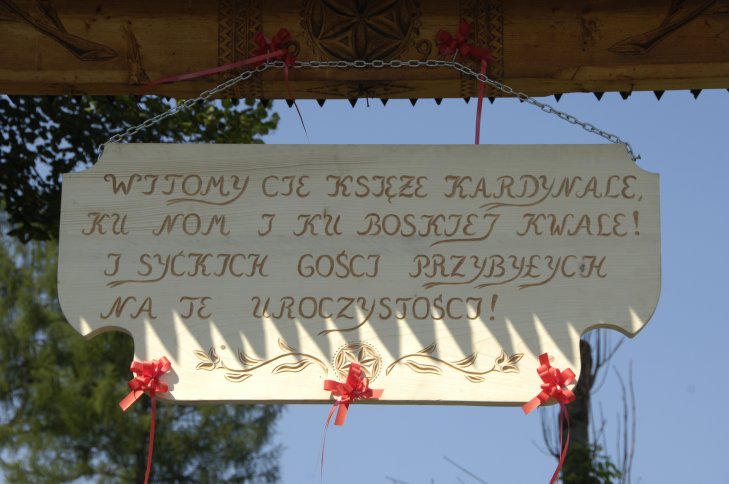 WITOMY CIE KSIĘŻE KARDYNALE,
KU NOM I KU BOSKIEJ KWALE!
I SYĆKICH GOŚCI PRZYBYŁYCH
NA TE UROCZYSTOŚCI!